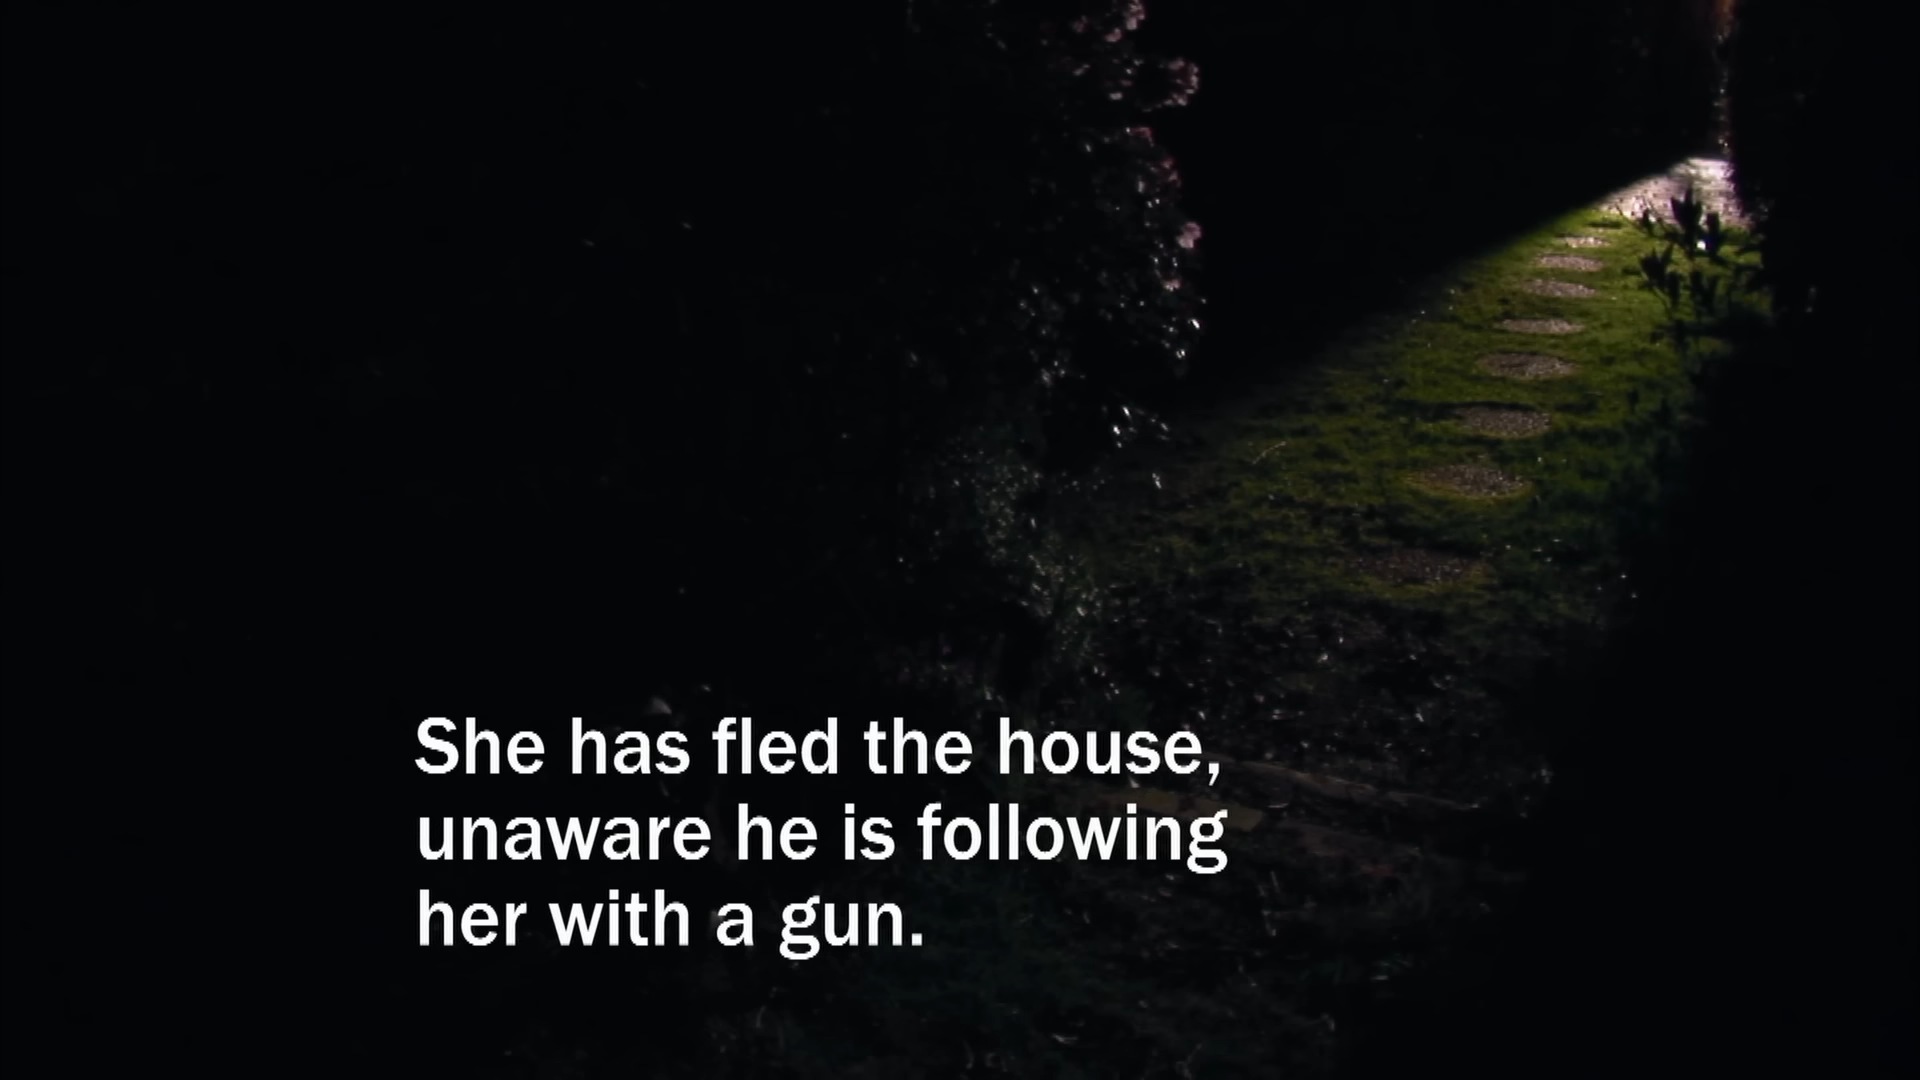 She has fled the house,
unaware he is following
her with a gun.